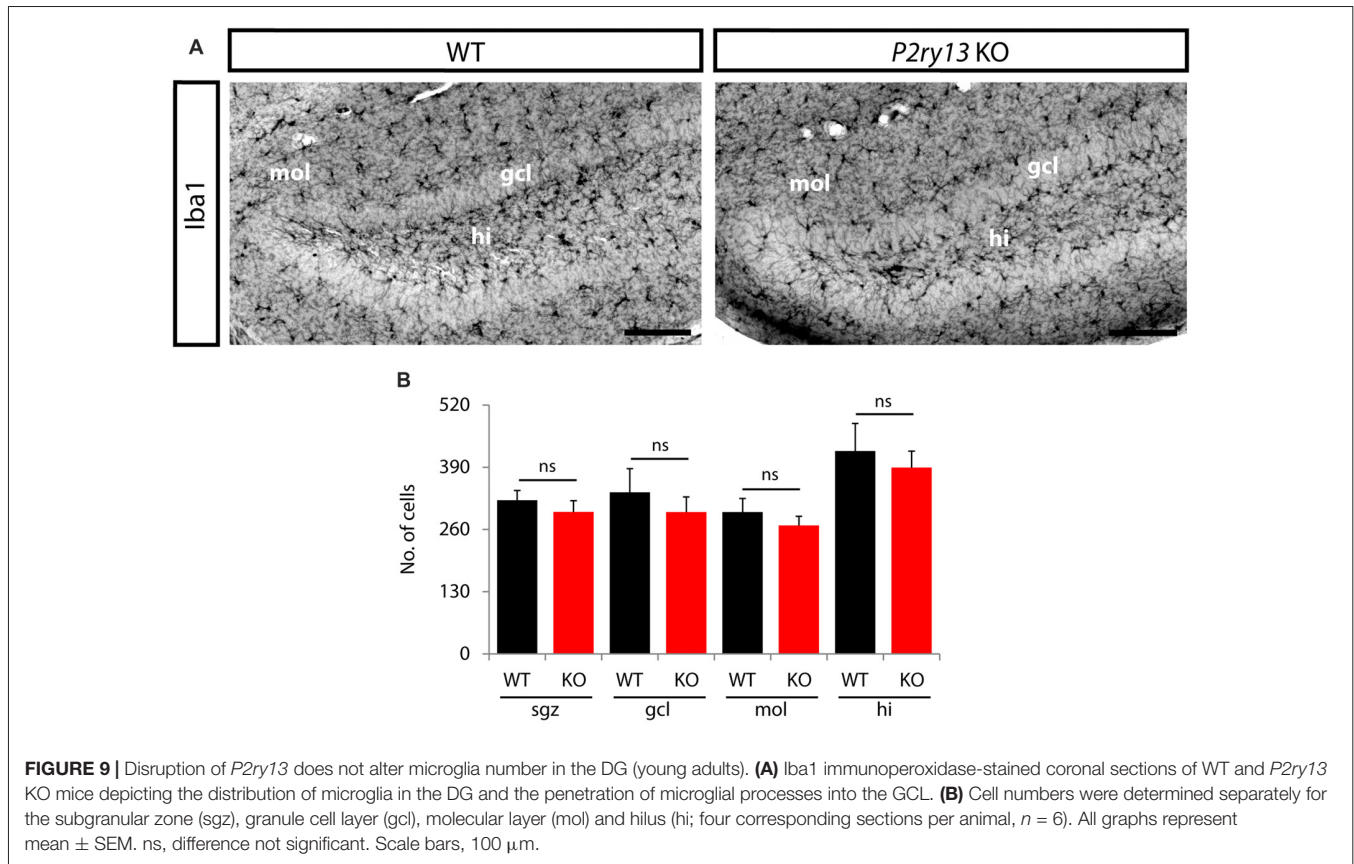 A
WT
P2ry13 KO
Iba1
mol
gcl
hi
mol
gcl
hi
B
No. of cells
520
390
260
130
0
ns
ns
ns
ns
WT KO WT KO WT KO WT KO
sgz gcl mol hi
FIGURE 9 | Disruption of P2ry13 does not alter microglia number in the DG (young adults). (A) Iba1 immunoperoxidase-stained coronal sections of WT and P2ry13
KO mice depicting the distribution of microglia in the DG and the penetration of microglial processes into the GCL. (B) Cell numbers were determined separately for
the subgranular zone (sgz), granule cell layer (gcl), molecular layer (mol) and hilus (hi; four corresponding sections per animal, n = 6). All graphs represent
mean ± SEM. ns, difference not significant. Scale bars, 100 μm.